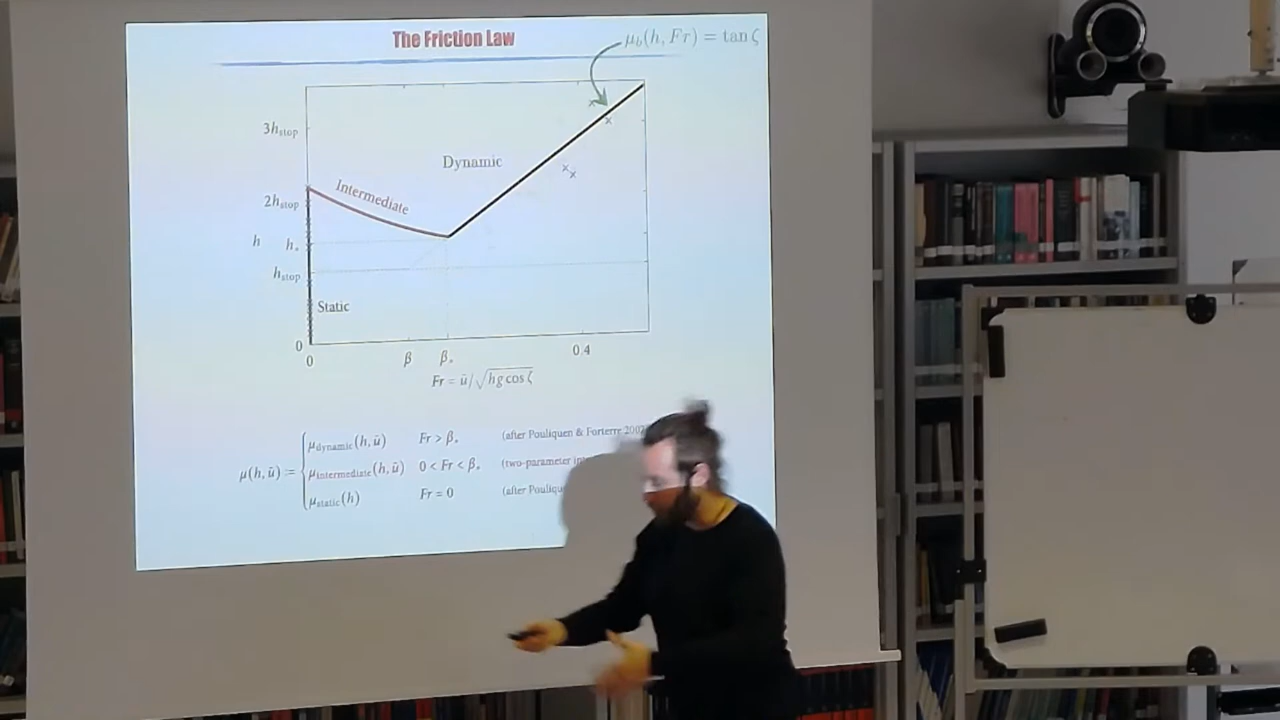 The Friction Law
μ_b(h, Fr) = tan ζ
3h_stop
Dynamic
Intermediate
2h_stop
h
h_*
h_stop
Static
0
0
β
β_*
0.4
Fr = ū/√(hg cos ζ)
μ_dynamic(h, ū) Fr > β_* (after Pouliquen & Forterre 2002
μ(h, ū) = { μ_intermediate(h, ū) 0 < Fr < β_* (two-parameter
μ_static(h) Fr = 0 (after